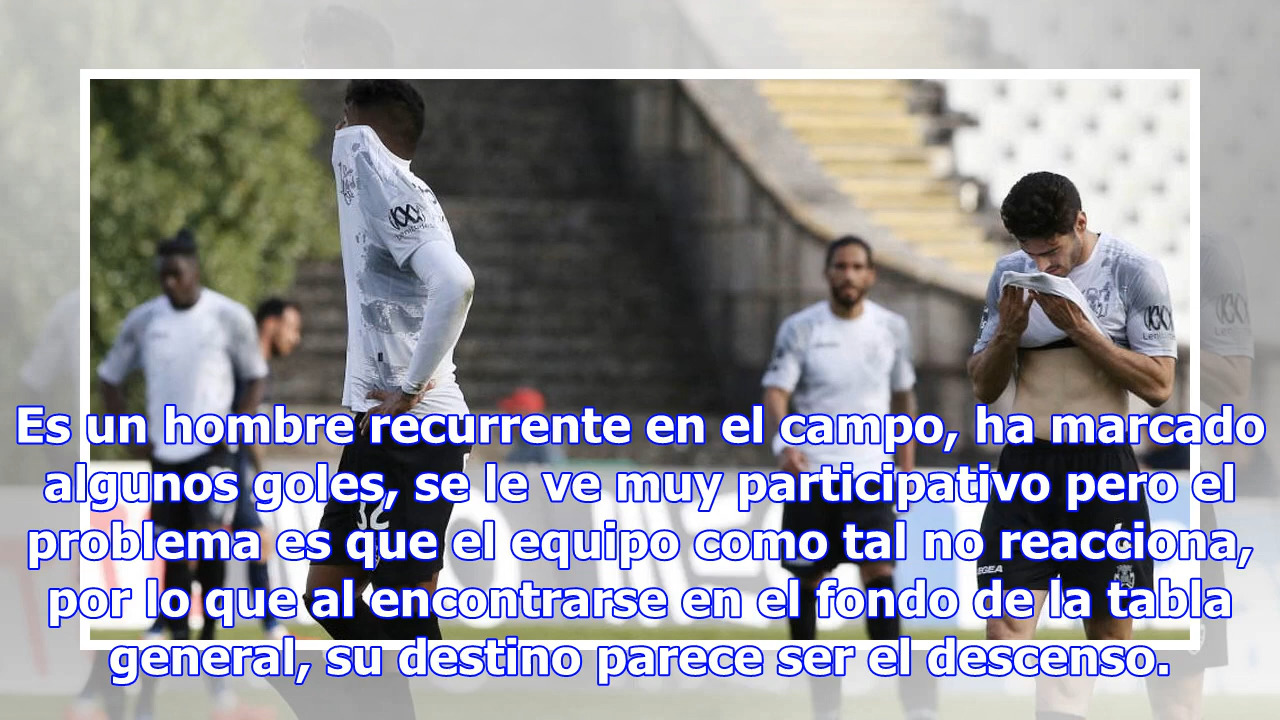 Es un hombre recurrente en el campo, ha marcado
algunos goles, se le ve muy participativo pero el
problema es que el equipo como tal no reacciona,
por lo que al encontrarse en el fondo de la tabla
general, su destino parece ser el descenso.
32